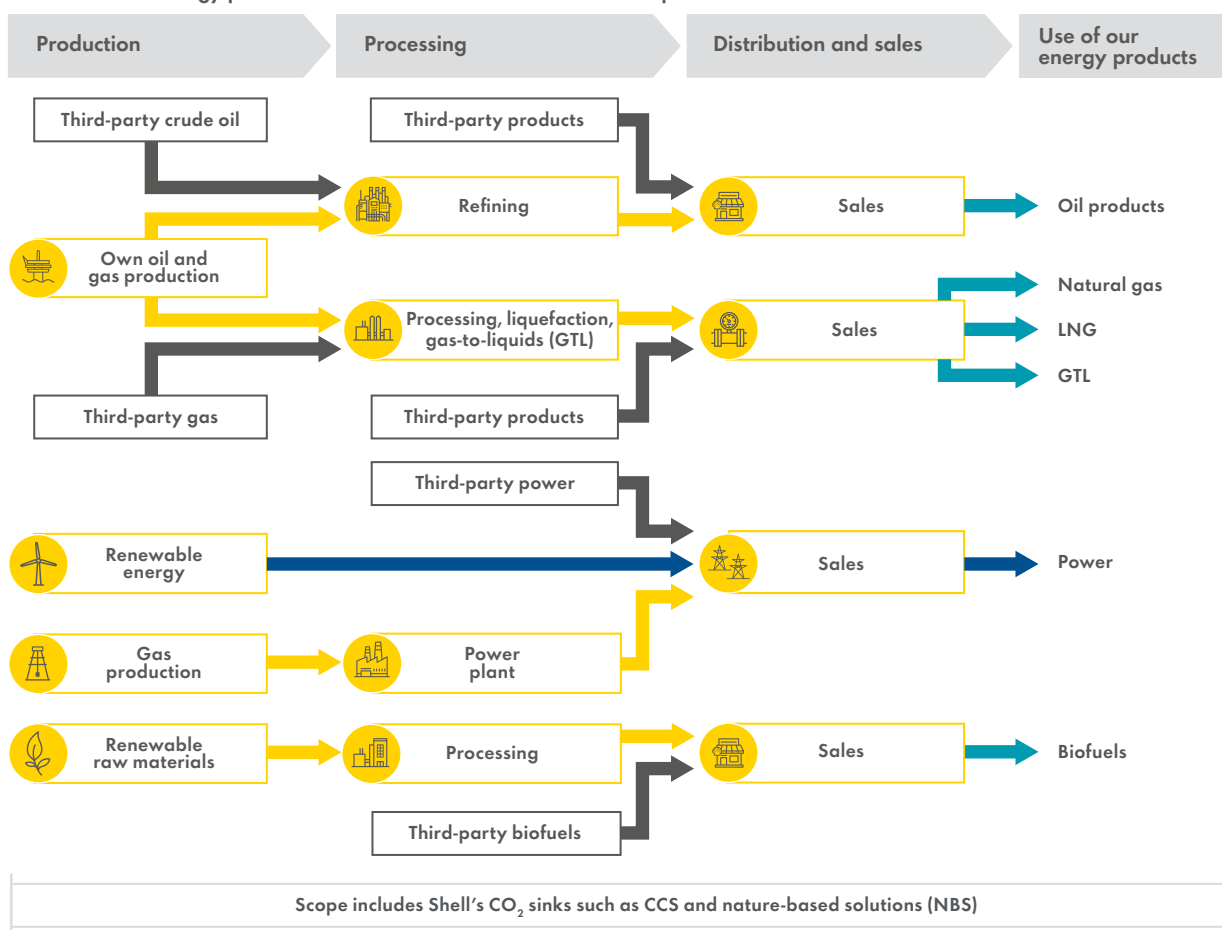 Production
Processing
Distribution and sales
Use of our
energy products
Third-party crude oil
Third-party products
Refining
Sales
Oil products
Own oil and
gas production
Natural gas
Processing, liquefaction,
gas-to-liquids (GTL)
Sales
LNG
GTL
Third-party gas
Third-party products
Third-party power
Renewable
energy
Sales
Power
Gas
production
Power
plant
Renewable
raw materials
Processing
Sales
Biofuels
Third-party biofuels
Scope includes Shell's CO₂ sinks such as CCS and nature-based solutions (NBS)